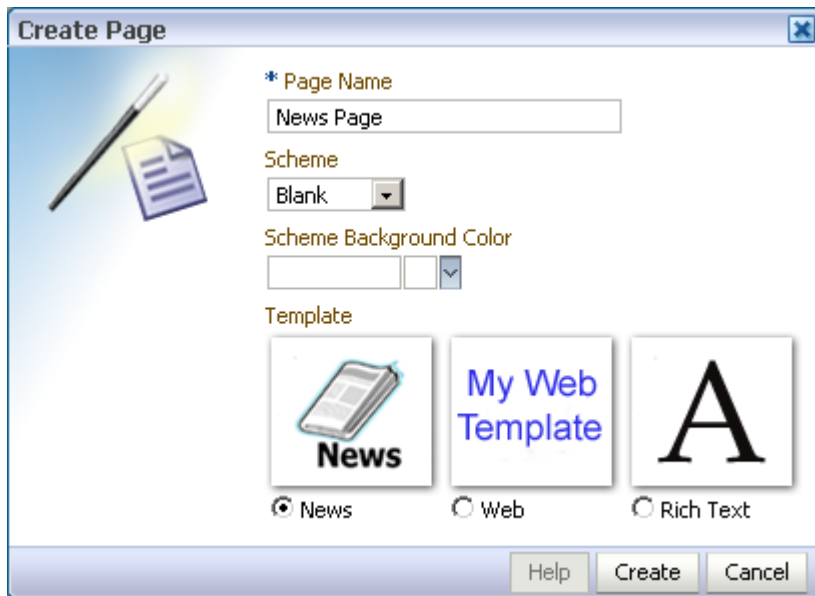 Create Page
* Page Name
News Page
Scheme
Blank
Scheme Background Color
Template
News
My Web
Template
A
News
Web
Rich Text
Help
Create
Cancel